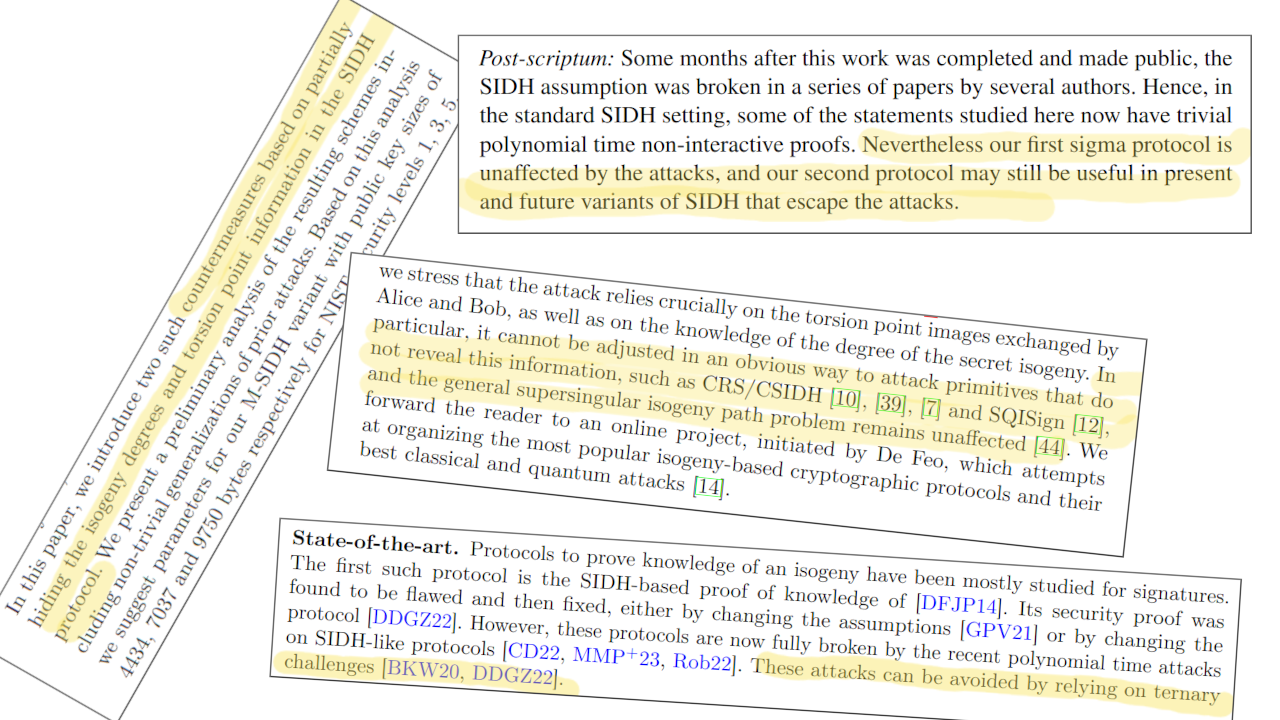 In this paper, we introduce two such countermeasures based on partially
hiding the isogeny degrees and torsion point information in the SIDH
protocol. We present a preliminary analysis of the resulting schemes in-
cluding non-trivial generalizations of prior attacks. Based on this analysis
we suggest parameters for our M-SIDH variant with public key sizes of
4434, 7037 and 9750 bytes respectively for NIST curity levels 1, 3, 5
Post-scriptum: Some months after this work was completed and made public, the
SIDH assumption was broken in a series of papers by several authors. Hence, in
the standard SIDH setting, some of the statements studied here now have trivial
polynomial time non-interactive proofs. Nevertheless our first sigma protocol is
unaffected by the attacks, and our second protocol may still be useful in present
and future variants of SIDH that escape the attacks.
we stress that the attack relies crucially on the torsion point images exchanged by
Alice and Bob, as well as on the knowledge of the degree of the secret isogeny. In
particular, it cannot be adjusted in an obvious way to attack primitives that do
not reveal this information, such as CRS/CSIDH [10], [39], [7] and SQISign [12],
and the general supersingular isogeny path problem remains unaffected [44]. We
forward the reader to an online project, initiated by De Feo, which attempts
at organizing the most popular isogeny-based cryptographic protocols and their
best classical and quantum attacks [14].
State-of-the-art. Protocols to prove knowledge of an isogeny have been mostly studied for signatures.
The first such protocol is the SIDH-based proof of knowledge of [DFJP14]. Its security proof was
found to be flawed and then fixed, either by changing the assumptions [GPV21] or by changing the
protocol [DDGZ22]. However, these protocols are now fully broken by the recent polynomial time attacks
on SIDH-like protocols [CD22, MMP+23, Rob22]. These attacks can be avoided by relying on ternary
challenges [BKW20, DDGZ22].